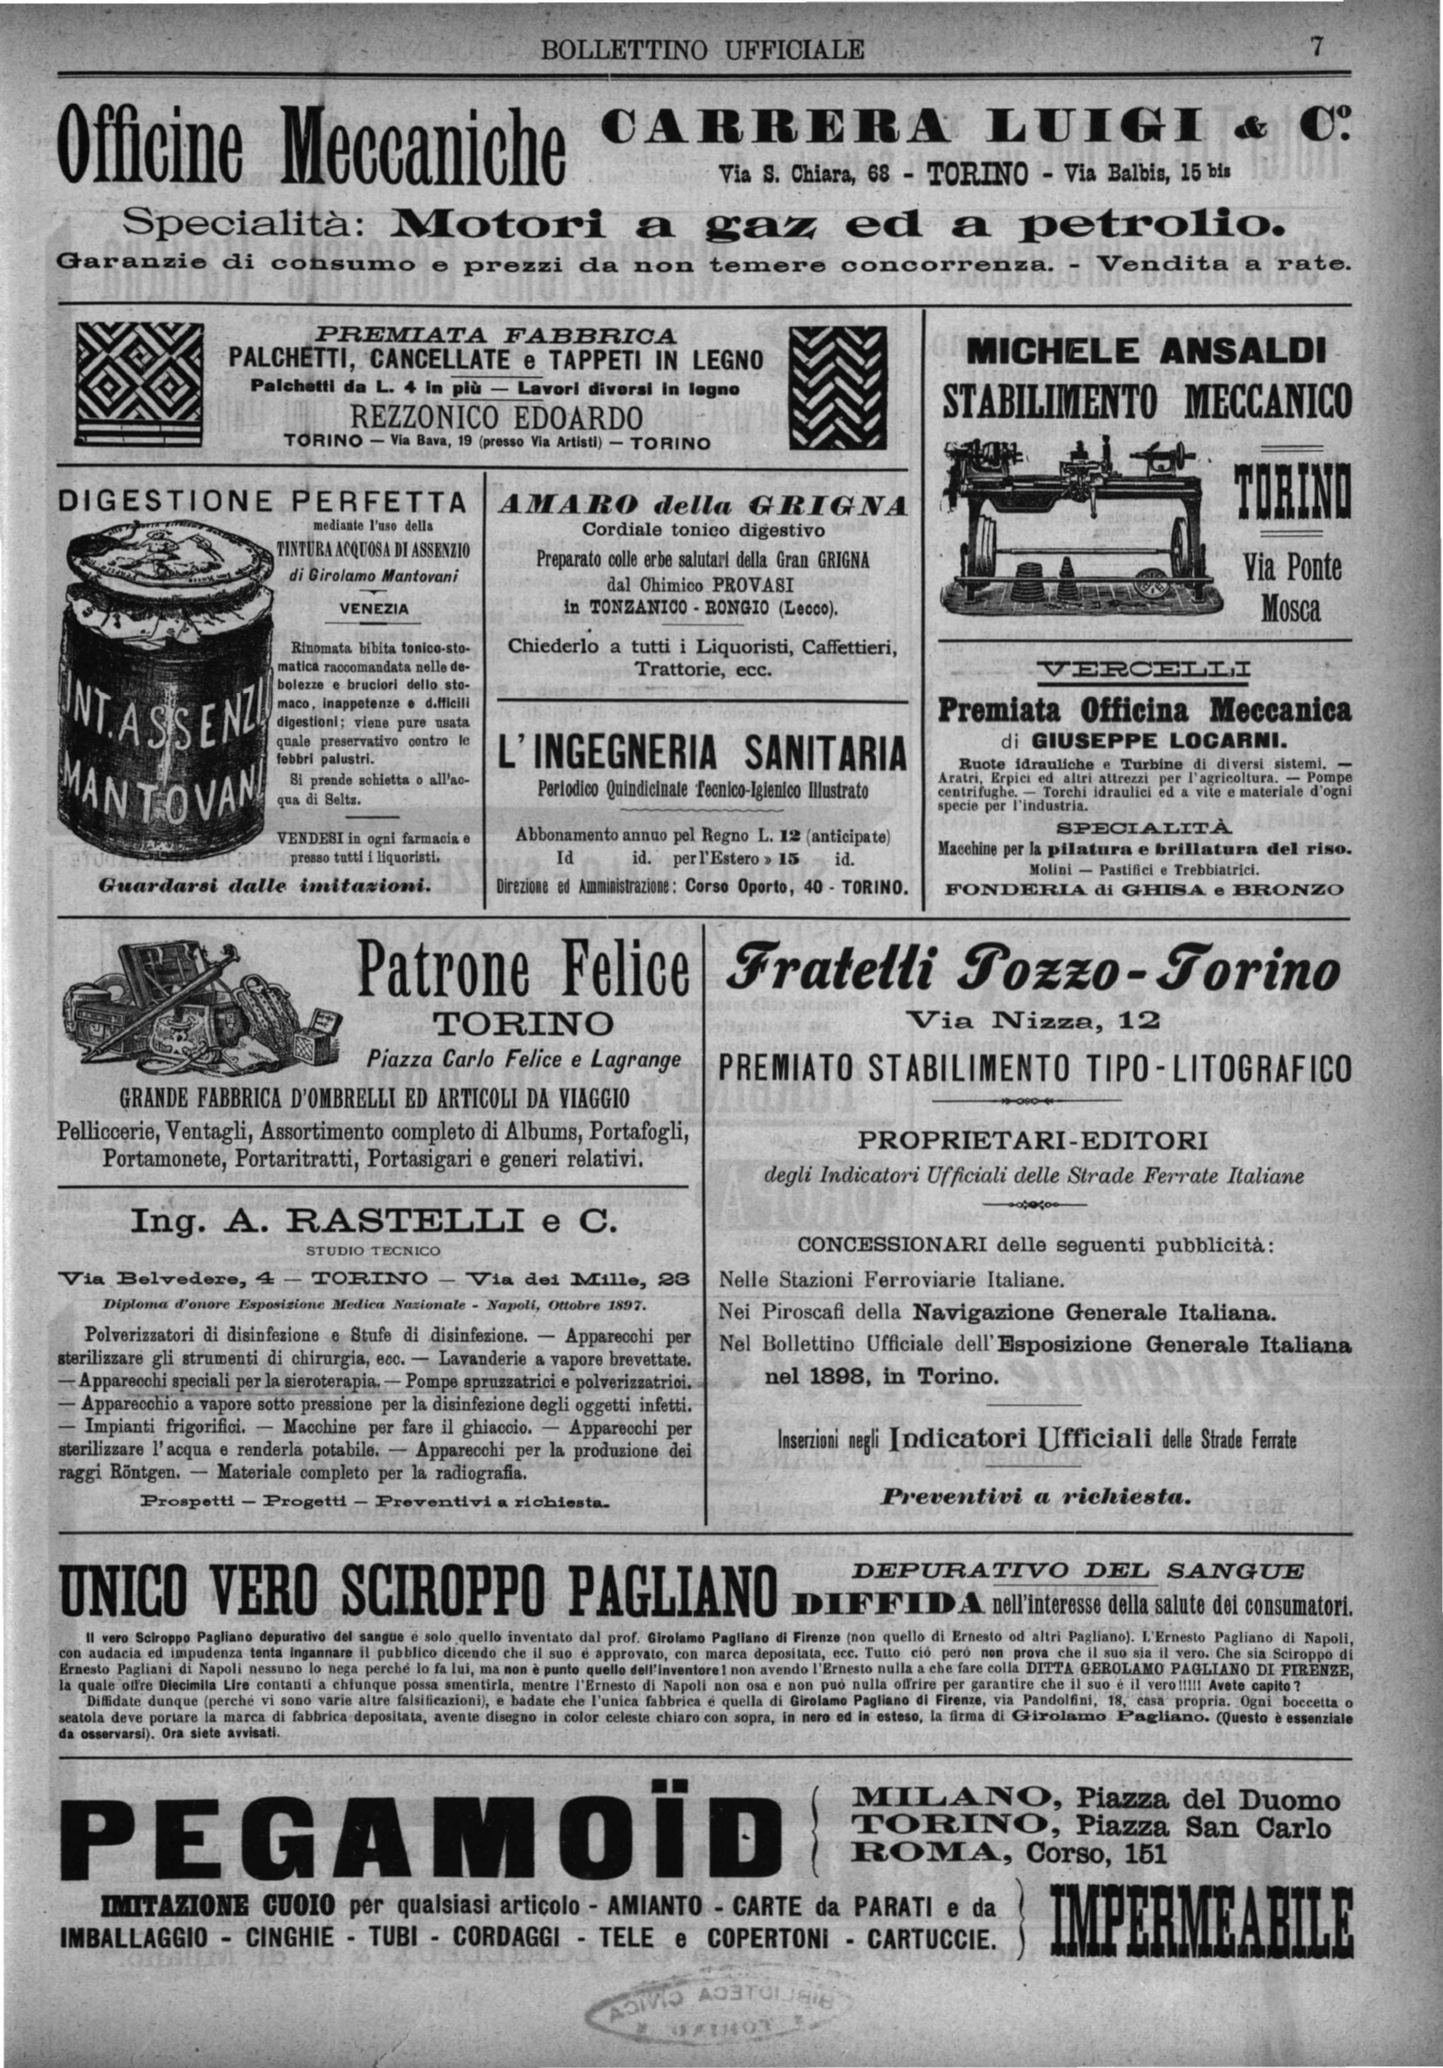 BOLLETTINO UFFICIALE
7
Officine Meccaniche
CARRERA LUIGI & Cº.
Via S. Chiara, 68 - TORINO - Via Balbis, 15 bis
Specialità: Motori a gaz ed a petrolio.
Garanzie di consumo e prezzi da non temere concorrenza. - Vendita a rate.
PREMIATA FABBRICA
PALCHETTI, CANCELLATE e TAPPETI IN LEGNO
Palchetti da L. 4 in più — Lavori diversi in legno
REZZONICO EDOARDO
TORINO — Via Bava, 19 (presso Via Artisti) — TORINO
DIGESTIONE PERFETTA
mediante l'uso della
TINTURA ACQUOSA DI ASSENZIO
di Girolamo Mantovani
VENEZIA
INT. ASSENZI
MANTOVANI
Rinomata bibita tonico-sto-
matica raccomandata nelle de-
bolezze e bruciori dello sto-
maco, inappetenze e difficili
digestioni; viene pure usata
quale preservativo contro le
febbri palustri.
Si prende schietta o all'ac-
qua di Seltz.
VENDESI in ogni farmacia e
presso tutti i liquoristi.
Guardarsi dalle imitazioni.
AMARO della GRIGNA
Cordiale tonico digestivo
Preparato colle erbe salutari della Gran GRIGNA
dal Chimico PROVASI
in TONZANICO - RONGIO (Lecco).
Chiederlo a tutti i Liquoristi, Caffettieri,
Trattorie, ecc.
L'INGEGNERIA SANITARIA
Periodico Quindicinale Tecnico-Igienico Illustrato
Abbonamento annuo pel Regno L. 12 (anticipate)
Id id. per l'Estero » 15 id.
Direzione ed Amministrazione: Corso Oporto, 40 - TORINO.
MICHELE ANSALDI
STABILIMENTO MECCANICO
TORINO
Via Ponte
Mosca
VERCELLI
Premiata Officina Meccanica
di GIUSEPPE LOCARNI.
Ruote idrauliche e Turbine di diversi sistemi. —
Aratri, Erpici ed altri attrezzi per l'agricoltura. — Pompe
centrifughe. — Torchi idraulici ed a vite e materiale d'ogni
specie per l'industria.
SPECIALITÀ
Macchine per la pilatura e brillatura del riso.
Molini — Pastifici e Trebbiatrici.
FONDERIA di GHISA e BRONZO
Patrone Felice
TORINO
Piazza Carlo Felice e Lagrange
GRANDE FABBRICA D'OMBRELLI ED ARTICOLI DA VIAGGIO
Pelliccerie, Ventagli, Assortimento completo di Albums, Portafogli,
Portamonete, Portaritratti, Portasigari e generi relativi.
Ing. A. RASTELLI e C.
STUDIO TECNICO
Via Belvedere, 4 — TORINO — Via dei Mille, 23
Diploma d'onore Esposizione Medica Nazionale - Napoli, Ottobre 1897.
Polverizzatori di disinfezione e Stufe di disinfezione. — Apparecchi per
sterilizzare gli strumenti di chirurgia, ecc. — Lavanderie a vapore brevettate.
— Apparecchi speciali per la sieroterapia. — Pompe spruzzatrici e polverizzatrici.
— Apparecchio a vapore sotto pressione per la disinfezione degli oggetti infetti.
— Impianti frigorifici. — Macchine per fare il ghiaccio. — Apparecchi per
sterilizzare l'acqua e renderla potabile. — Apparecchi per la produzione dei
raggi Röntgen. — Materiale completo per la radiografia.
Prospetti — Progetti — Preventivi a richiesta.
Fratelli Pozzo - Torino
Via Nizza, 12
PREMIATO STABILIMENTO TIPO-LITOGRAFICO
PROPRIETARI-EDITORI
degli Indicatori Ufficiali delle Strade Ferrate Italiane
CONCESSIONARI delle seguenti pubblicità:
Nelle Stazioni Ferroviarie Italiane.
Nei Piroscafi della Navigazione Generale Italiana.
Nel Bollettino Ufficiale dell'Esposizione Generale Italiana
nel 1898, in Torino.
Inserzioni negli Indicatori Ufficiali delle Strade Ferrate
Preventivi a richiesta.
UNICO VERO SCIROPPO PAGLIANO
DEPURATIVO DEL SANGUE
DIFFIDA nell'interesse della salute dei consumatori.
Il vero Sciroppo Pagliano depurativo del sangue è solo quello inventato dal prof. Girolamo Pagliano di Firenze (non quello di Ernesto od altri Pagliano). L'Ernesto Pagliano di Napoli,
con audacia ed impudenza tenta ingannare il pubblico dicendo che il suo è approvato, con marca depositata, ecc. Tutto ciò però non prova che il suo sia il vero. Che sia Sciroppo di
Ernesto Pagliani di Napoli nessuno lo nega perchè lo fa lui, ma non è punto quello dell'inventore! non avendo l'Ernesto nulla a che fare colla DITTA GEROLAMO PAGLIANO DI FIRENZE,
la quale offre Diecimila Lire contanti a chiunque possa smentirla, mentre l'Ernesto di Napoli non osa e non può nulla offrire per garantire che il suo è il vero!!!!! Avete capito?
Diffidate dunque (perchè vi sono varie altre falsificazioni), e badate che l'unica fabbrica è quella di Girolamo Pagliano di Firenze, via Pandolfini, 18, casa propria. Ogni boccetta o
scatola deve portare la marca di fabbrica depositata, avente disegno in color celeste chiaro con sopra, in nero ed in esteso, la firma di Girolamo Pagliano. (Questo è essenziale
da osservarsi). Ora siete avvisati.
PEGAMOÏD
MILANO, Piazza del Duomo
TORINO, Piazza San Carlo
ROMA, Corso, 151
IMITAZIONE CUOIO per qualsiasi articolo - AMIANTO - CARTE da PARATI e da
IMBALLAGGIO - CINGHIE - TUBI - CORDAGGI - TELE e COPERTONI - CARTUCCIE.
IMPERMEABILE
BIBLIOTECA CIVICA
TORINO